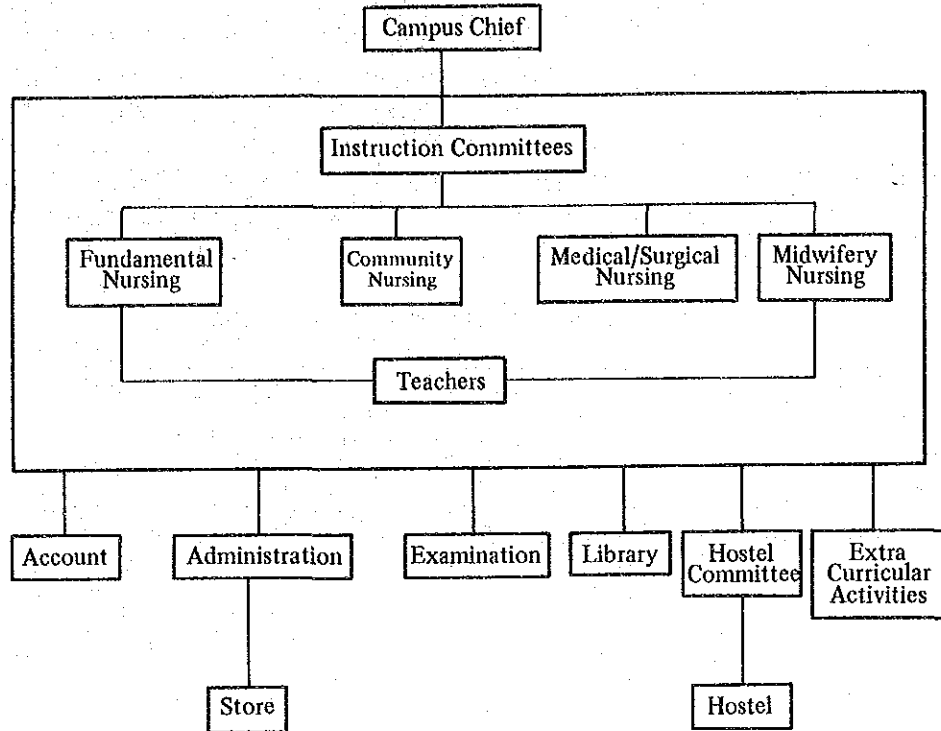 Campus Chief
Instruction Committees
Fundamental
Nursing
Community
Nursing
Medical/Surgical
Nursing
Midwifery
Nursing
Teachers
Account
Administration
Examination
Library
Hostel
Committee
Extra
Curricular
Activities
Store
Hostel